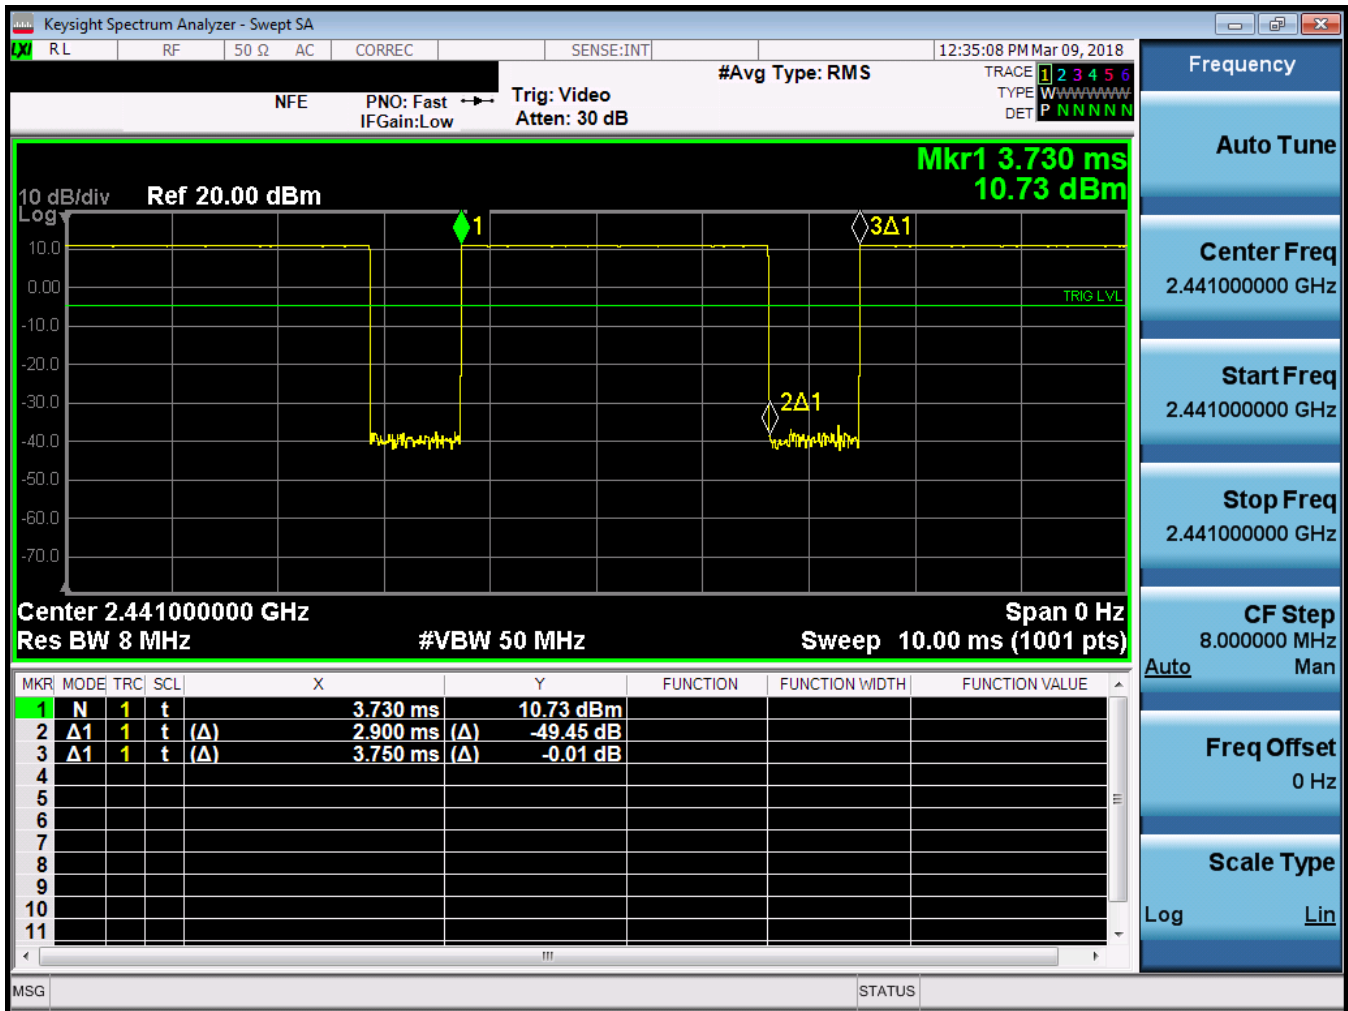 Keysight Spectrum Analyzer - Swept SA
LXI RL RF 50 Ω AC CORREC SENSE:INT 12:35:08 PM Mar 09, 2018
#Avg Type: RMS
TRACE 1 2 3 4 5 6
TYPE WWWWWWW
DET P N N N N N
NFE
PNO: Fast
IFGain:Low
Trig: Video
Atten: 30 dB
Mkr1 3.730 ms
10.73 dBm
10 dB/div
Log
Ref 20.00 dBm
1
3Δ1
10.0
0.00
TRIG LVL
-10.0
-20.0
-30.0
2Δ1
-40.0
-50.0
-60.0
-70.0
Center 2.441000000 GHz
Span 0 Hz
Res BW 8 MHz
#VBW 50 MHz
Sweep 10.00 ms (1001 pts)
MKR MODE TRC SCL X Y FUNCTION FUNCTION WIDTH FUNCTION VALUE
1 N 1 t 3.730 ms 10.73 dBm
2 Δ1 1 t (Δ) 2.900 ms (Δ) -49.45 dB
3 Δ1 1 t (Δ) 3.750 ms (Δ) -0.01 dB
4
5
6
7
8
9
10
11
MSG
STATUS
Frequency
Auto Tune
Center Freq
2.441000000 GHz
Start Freq
2.441000000 GHz
Stop Freq
2.441000000 GHz
CF Step
8.000000 MHz
Auto Man
Freq Offset
0 Hz
Scale Type
Log Lin